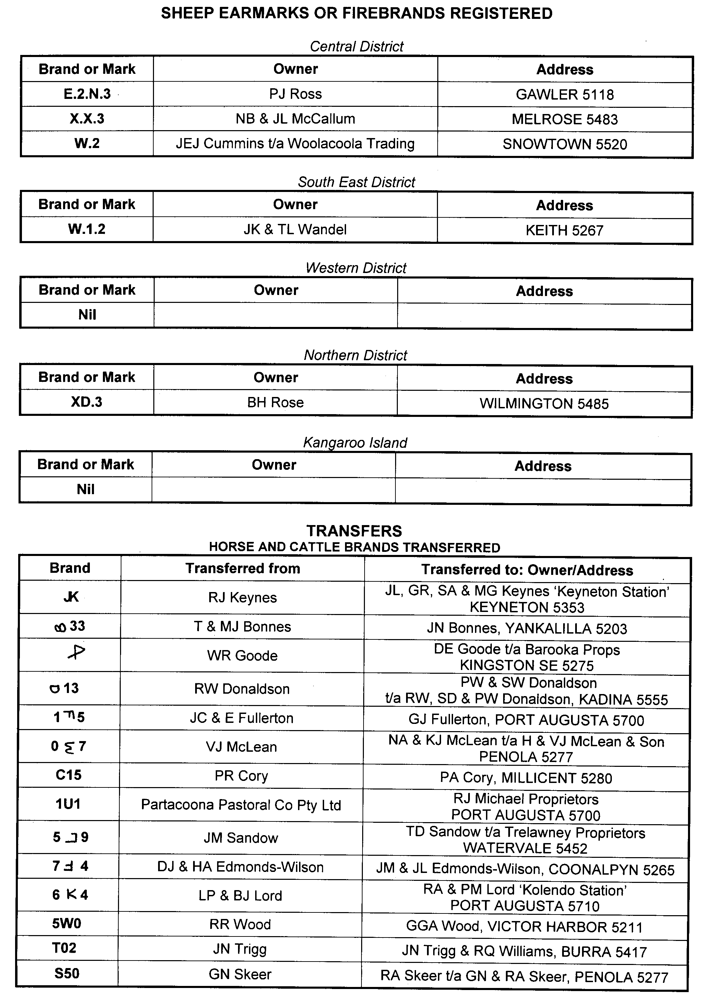 SHEEP EARMARKS OR FIREBRANDS REGISTERED
Central District
Brand or Mark Owner Address
E.2.N.3 PJ Ross GAWLER 5118
X.X.3 NB & JL McCallum MELROSE 5483
W.2 JEJ Cummins t/a Woolacoola Trading SNOWTOWN 5520
South East District
Brand or Mark Owner Address
W.1.2 JK & TL Wandel KEITH 5267
Western District
Brand or Mark Owner Address
Nil
Northern District
Brand or Mark Owner Address
XD.3 BH Rose WILMINGTON 5485
Kangaroo Island
Brand or Mark Owner Address
Nil
TRANSFERS
HORSE AND CATTLE BRANDS TRANSFERRED
Brand Transferred from Transferred to: Owner/Address
JK RJ Keynes JL, GR, SA & MG Keynes ‘Keyneton Station’
KEYNETON 5353
33 T & MJ Bonnes JN Bonnes, YANKALILLA 5203
WR Goode DE Goode t/a Barooka Props
KINGSTON SE 5275
13 RW Donaldson PW & SW Donaldson
t/a RW, SD & PW Donaldson, KADINA 5555
1 5 JC & E Fullerton GJ Fullerton, PORT AUGUSTA 5700
0 7 VJ McLean NA & KJ McLean t/a H & VJ McLean & Son
PENOLA 5277
C15 PR Cory PA Cory, MILLICENT 5280
1U1 Partacoona Pastoral Co Pty Ltd RJ Michael Proprietors
PORT AUGUSTA 5700
5 9 JM Sandow TD Sandow t/a Trelawney Proprietors
WATERVALE 5452
7 4 DJ & HA Edmonds-Wilson JM & JL Edmonds-Wilson, COONALPYN 5265
6 K 4 LP & BJ Lord RA & PM Lord ‘Kolendo Station’
PORT AUGUSTA 5710
5W0 RR Wood GGA Wood, VICTOR HARBOR 5211
T02 JN Trigg JN Trigg & RQ Williams, BURRA 5417
S50 GN Skeer RA Skeer t/a GN & RA Skeer, PENOLA 5277